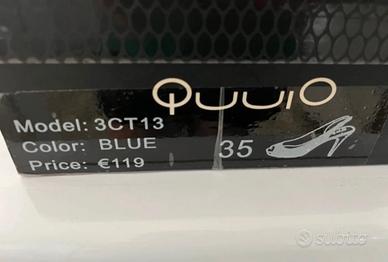 QuuiO
Model: 3CT13
Color: BLUE
Price: €119
35
subito